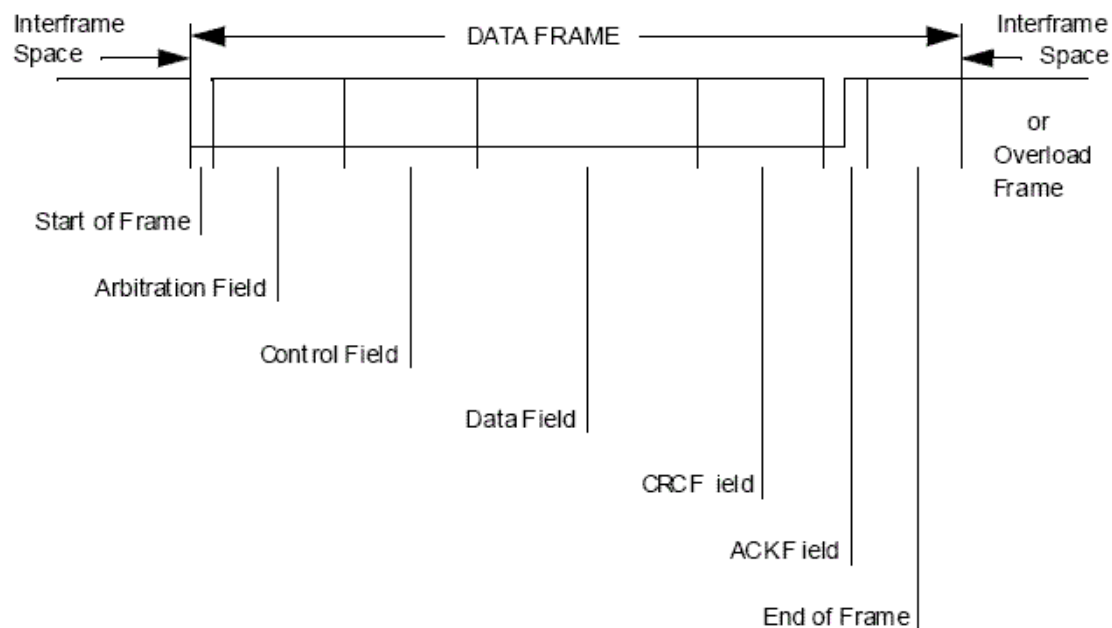 Interframe
Space
DATA FRAME
Interframe
Space
or
Overload
Frame
Start of Frame
Arbitration Field
Control Field
Data Field
CRCF ield
ACKF ield
End of Frame